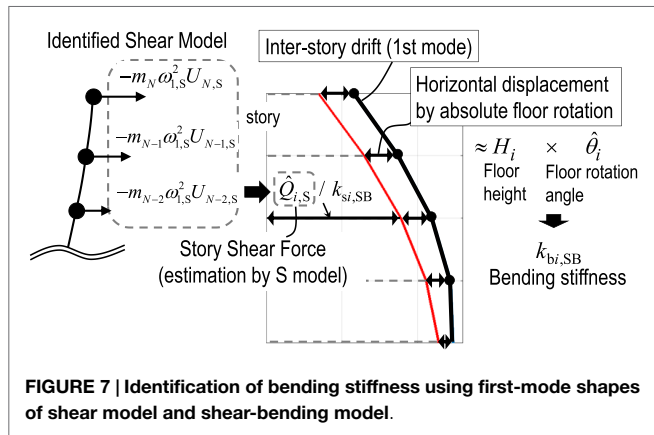 Identified Shear Model
Inter-story drift (1st mode)
−m_N ω²_{1,S} U_{N,S}
Horizontal displacement
by absolute floor rotation
story
−m_{N−1} ω²_{1,S} U_{N−1,S}
≈ H_i × θ̂_i
Floor height
Floor rotation angle
−m_{N−2} ω²_{1,S} U_{N−2,S}
Q̂_{i,S} / k_{si,SB}
Story Shear Force
(estimation by S model)
k_{bi,SB}
Bending stiffness
FIGURE 7 | Identification of bending stiffness using first-mode shapes
of shear model and shear-bending model.